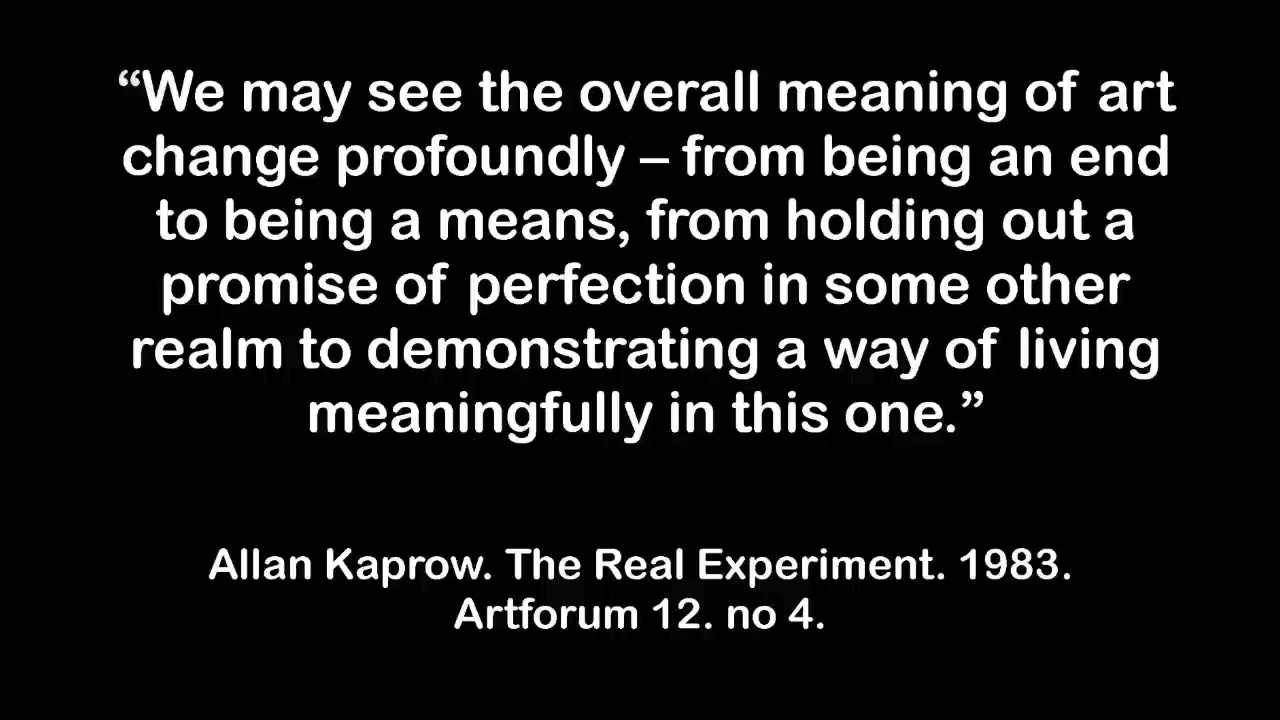 “We may see the overall meaning of art
change profoundly – from being an end
to being a means, from holding out a
promise of perfection in some other
realm to demonstrating a way of living
meaningfully in this one.”
Allan Kaprow. The Real Experiment. 1983.
Artforum 12. no 4.